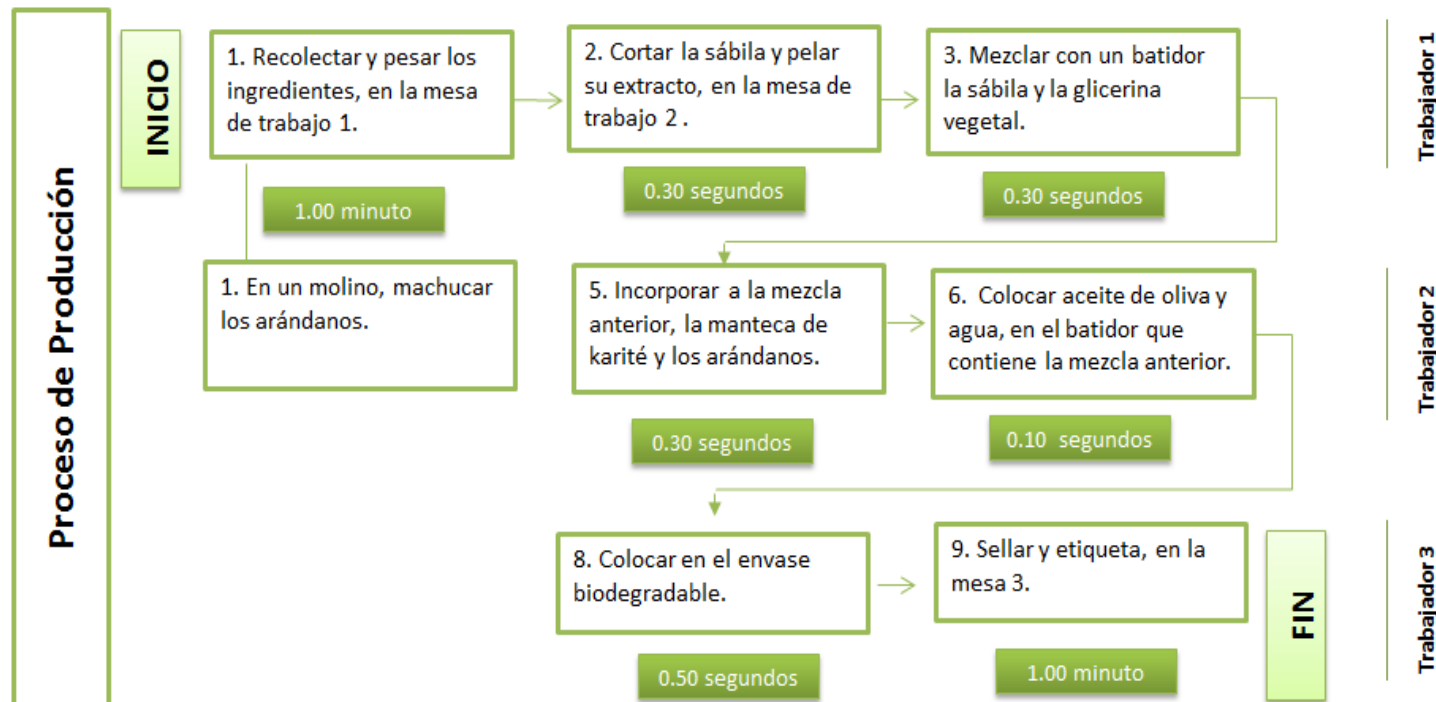 Proceso de Producción
INICIO
1. Recolectar y pesar los
ingredientes, en la mesa
de trabajo 1.
1.00 minuto
2. Cortar la sábila y pelar
su extracto, en la mesa de
trabajo 2 .
0.30 segundos
3. Mezclar con un batidor
la sábila y la glicerina
vegetal.
0.30 segundos
Trabajador 1
1. En un molino, machucar
los arándanos.
5. Incorporar a la mezcla
anterior, la manteca de
karité y los arándanos.
0.30 segundos
6. Colocar aceite de oliva y
agua, en el batidor que
contiene la mezcla anterior.
0.10 segundos
Trabajador 2
8. Colocar en el envase
biodegradable.
0.50 segundos
9. Sellar y etiqueta, en la
mesa 3.
1.00 minuto
FIN
Trabajador 3